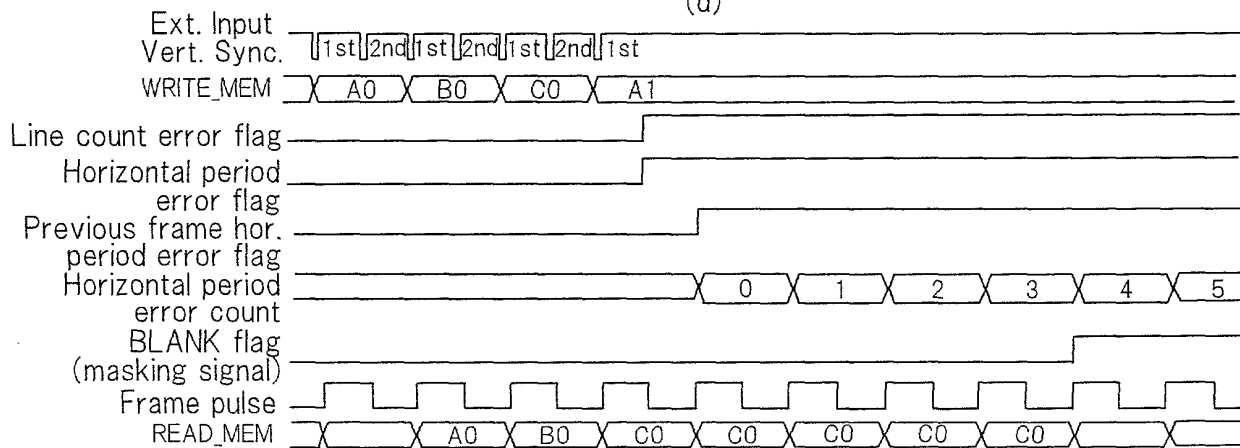 (d)
Ext. Input
Vert. Sync. 1st 2nd 1st 2nd 1st 2nd 1st
WRITE_MEM A0 B0 C0 A1
Line count error flag
Horizontal period
error flag
Previous frame hor.
period error flag
Horizontal period 0 1 2 3 4 5
error count
BLANK flag
(masking signal)
Frame pulse
READ_MEM A0 B0 C0 C0 C0 C0 C0